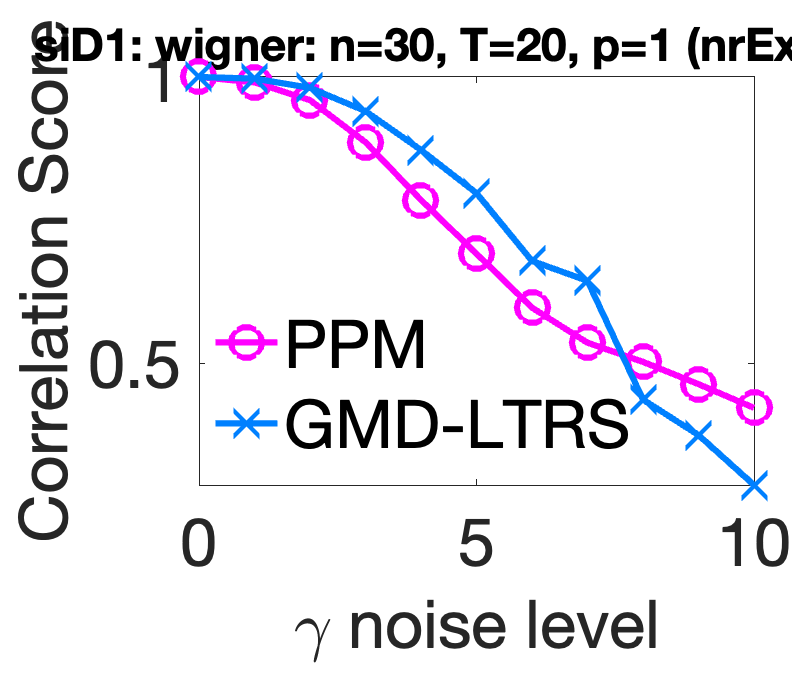 siD1: wigner: n=30, T=20, p=1 (nrEx
Correlation Score
1
0.5
PPM
GMD-LTRS
0 5 10
γ noise level